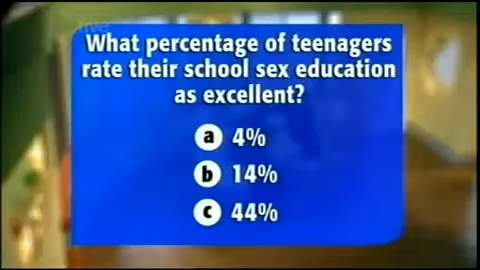 What percentage of teenagers
rate their school sex education
as excellent?
a 4%
b 14%
c 44%